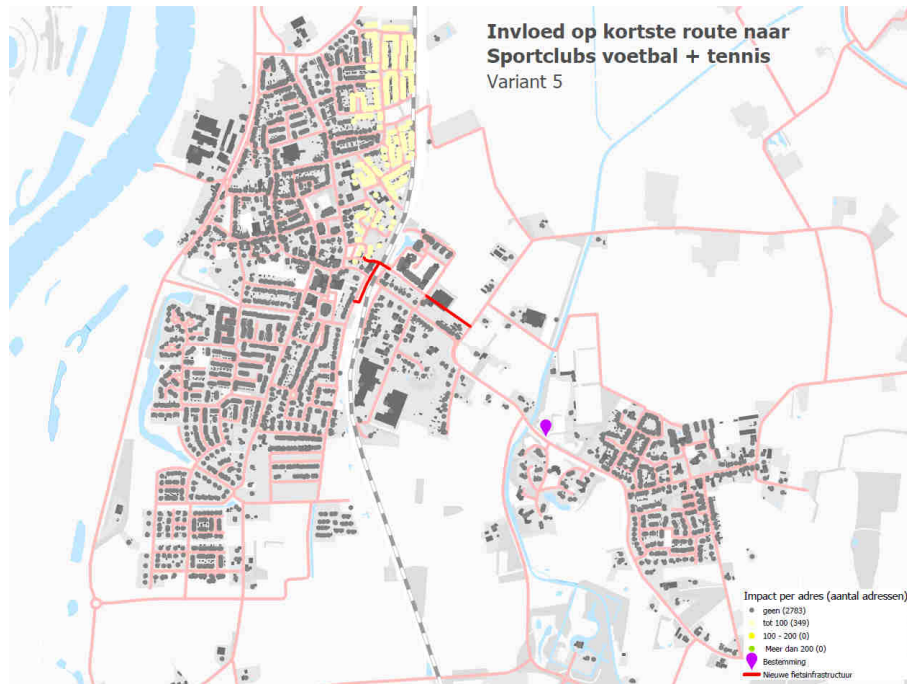 Invloed op kortste route naar
Sportclubs voetbal + tennis
Variant 5
Impact per adres (aantal adressen)
geen (2783)
tot 100 (349)
100 - 200 (0)
Meer dan 200 (0)
Bestemming
Nieuwe fietsinfrastructuur